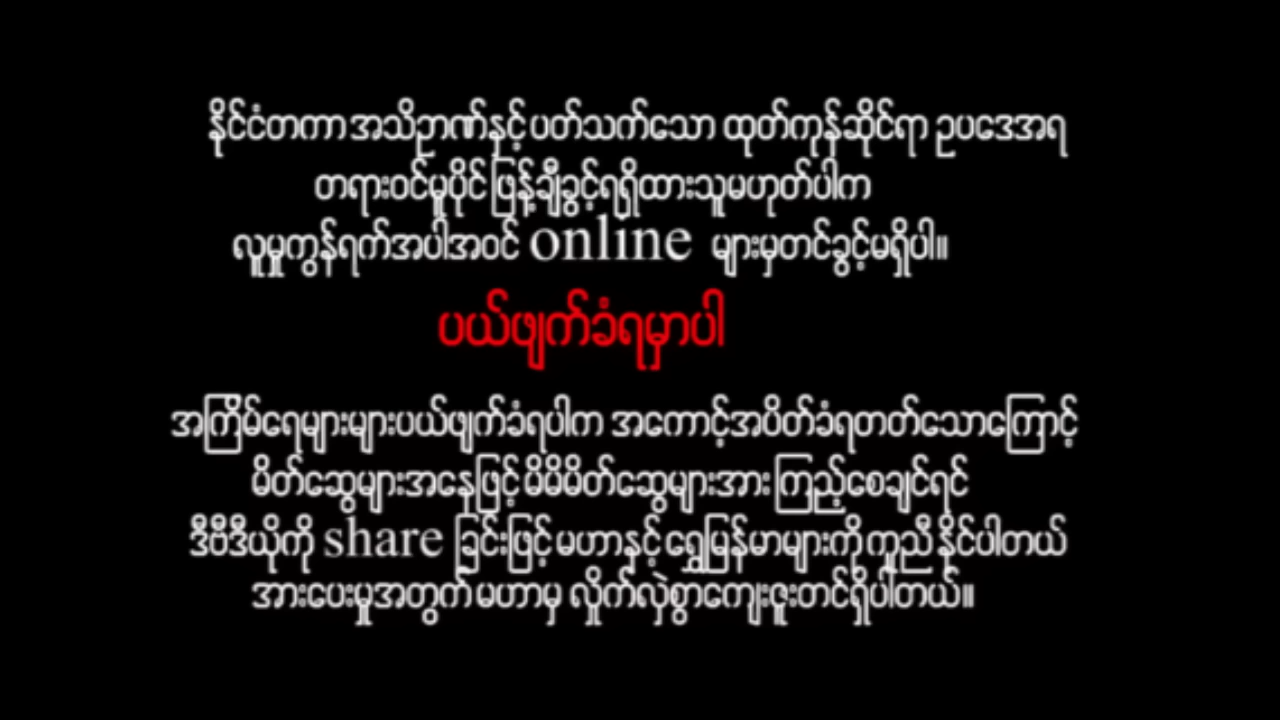 နိုင်ငံတကာ အသိဉာဏ်နှင့် ပတ်သက်သော ထုတ်ကုန်ဆိုင်ရာ ဥပဒေအရ
တရားဝင်မူပိုင် ဖြန့်ချီခွင့်ရရှိထားသူမဟုတ်ပါက
လူမှုကွန်ရက်အပါအဝင် online များမှတင်ခွင့်မရှိပါ။
ပယ်ဖျက်ခံရမှာပါ
အကြိမ်ရေများများပယ်ဖျက်ခံရပါက အကောင့်အပိတ်ခံရတတ်သောကြောင့်
မိတ်ဆွေများအနေဖြင့် မိမိမိတ်ဆွေများအား ကြည့်စေချင်ရင်
ဒီဗီဒီယိုကို share ခြင်းဖြင့် မဟာနှင့် ရွှေမြန်မာများကို ကူညီ နိုင်ပါတယ်
အားပေးမှုအတွက် မဟာမှ လှိုက်လှဲစွာကျေးဇူးတင်ရှိပါတယ်။